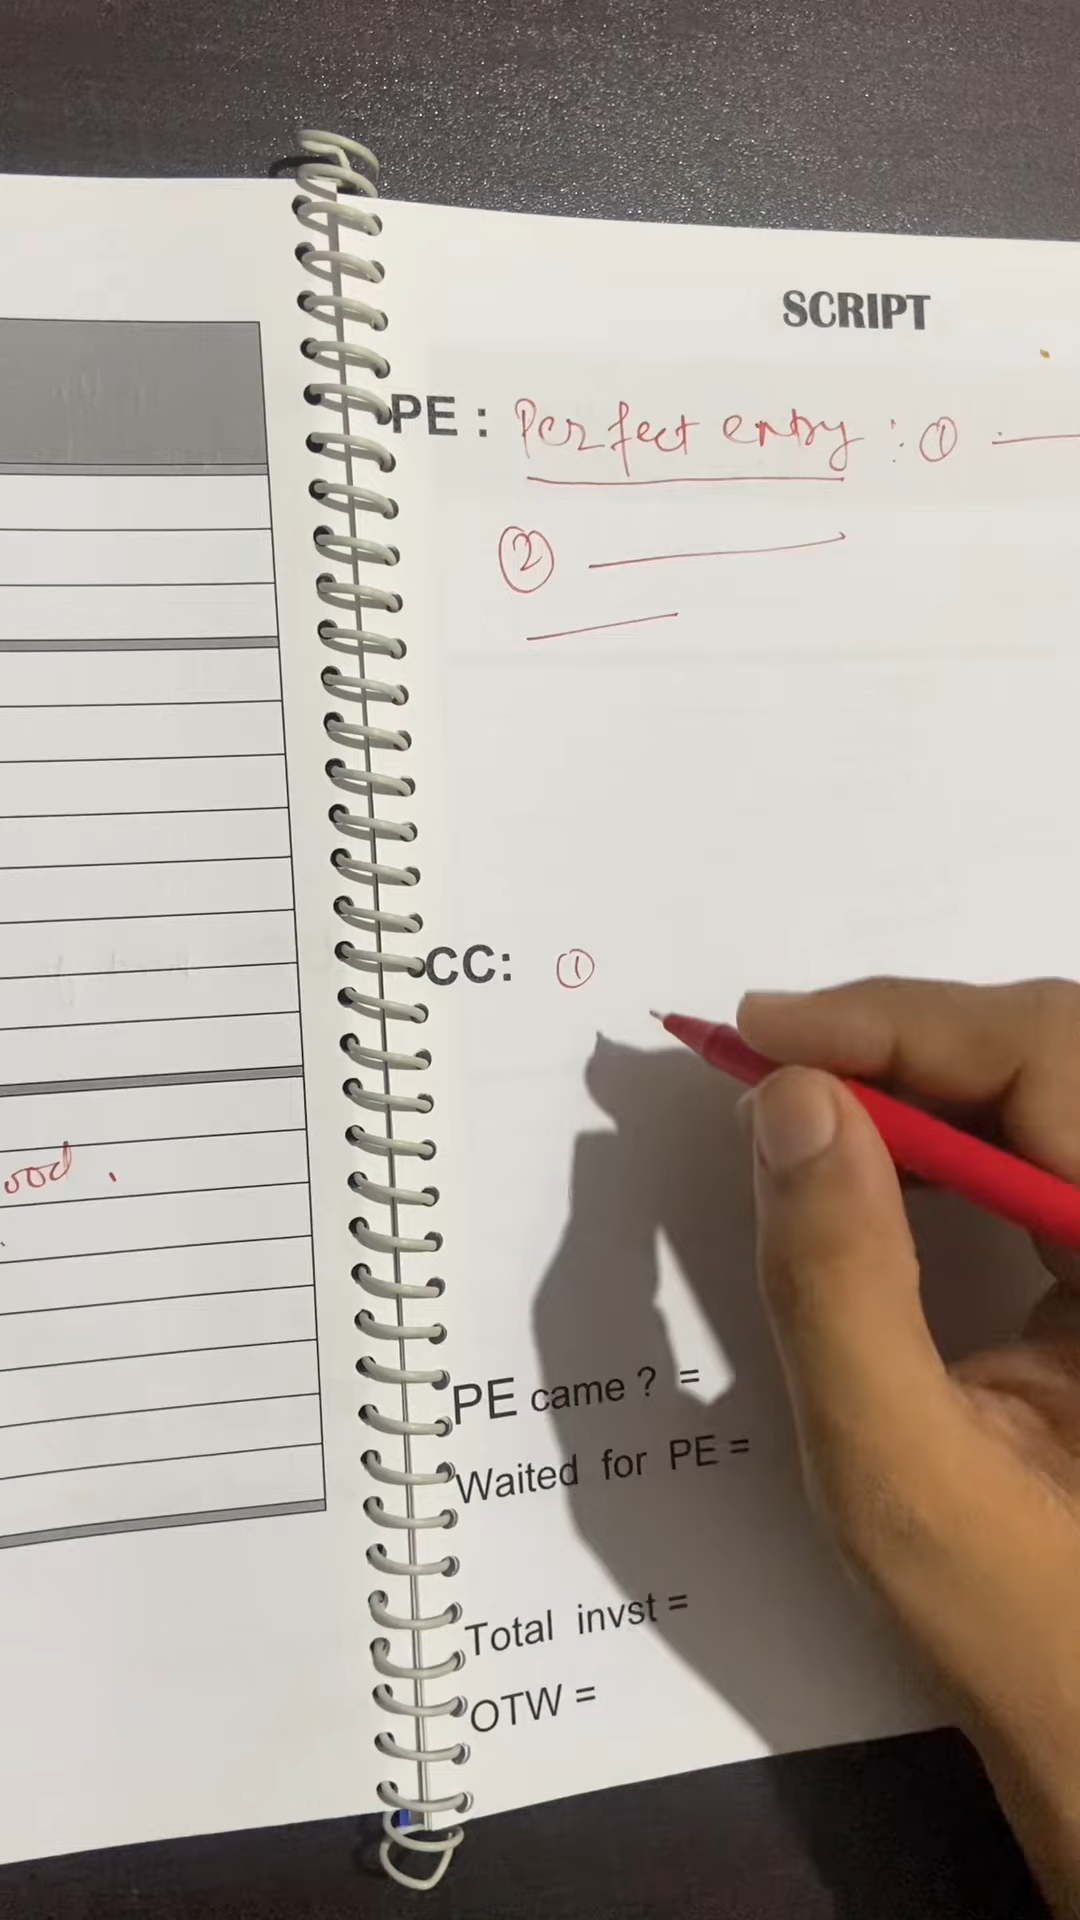 SCRIPT
PE : Perfect entry : ①
②
CC: ①
ood .
PE came ? =
Waited for PE =
Total invst =
OTW =